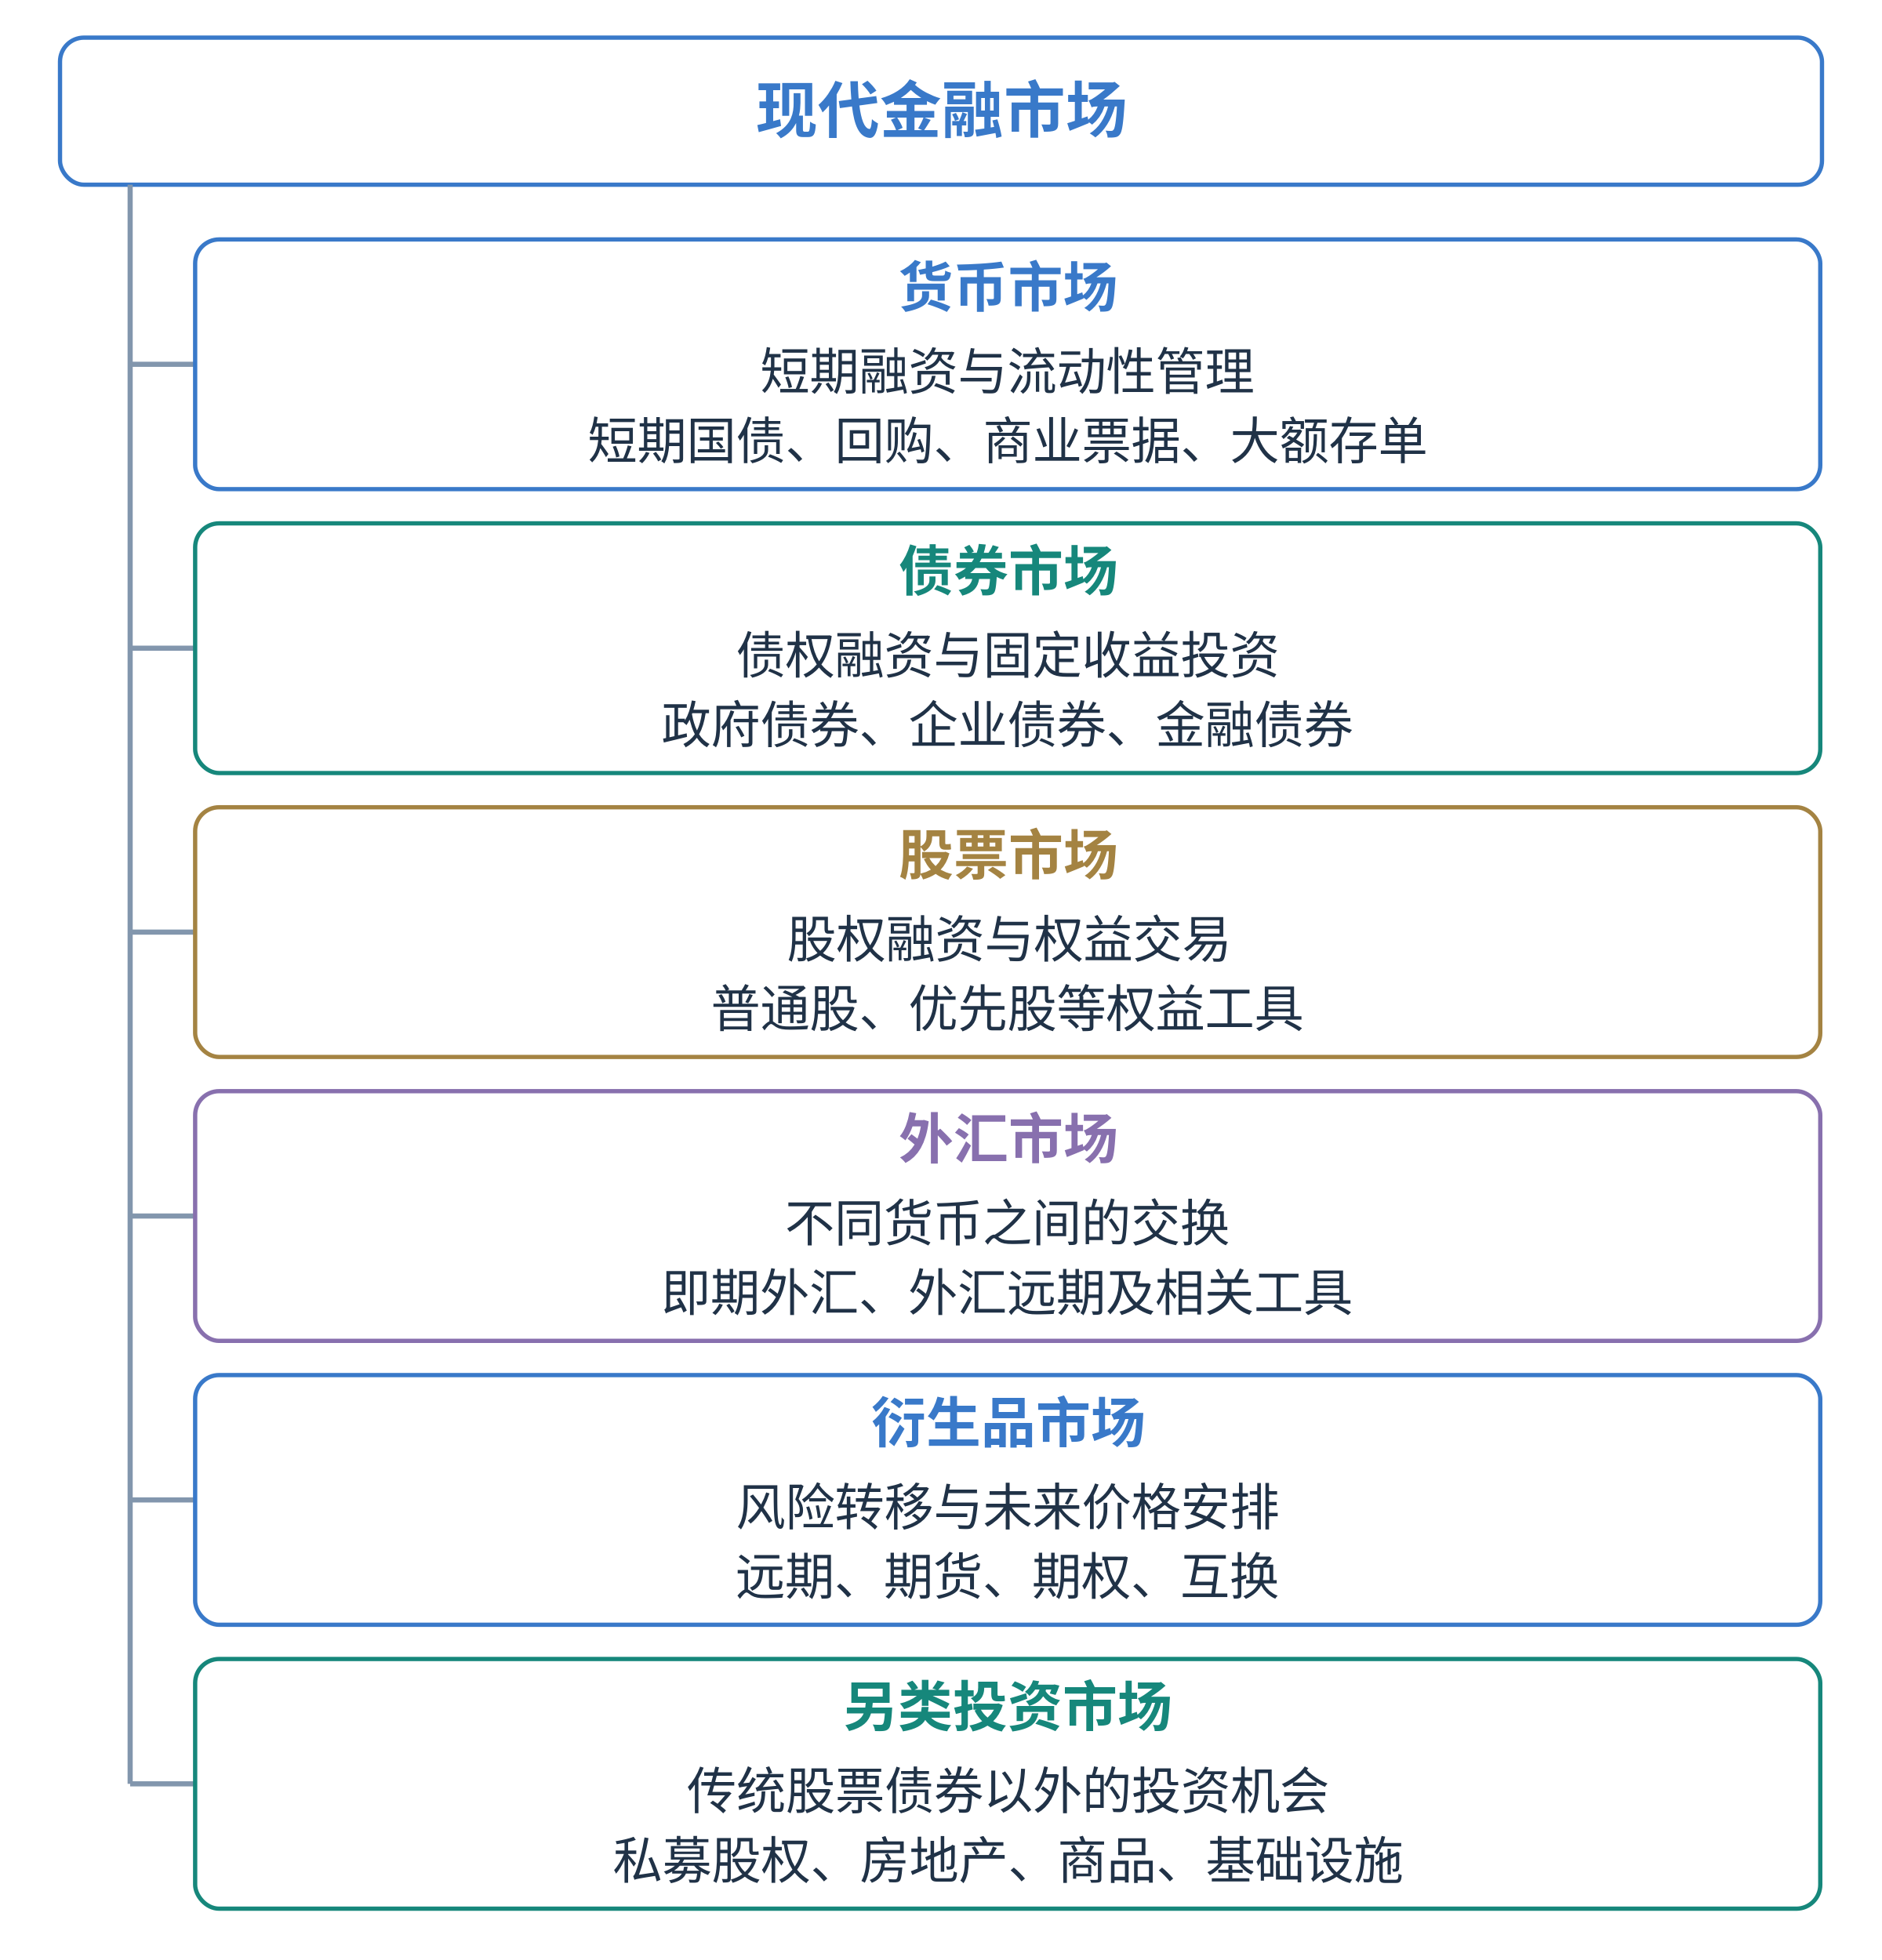 现代金融市场
货币市场
短期融资与流动性管理
短期国债、回购、商业票据、大额存单
债券市场
债权融资与固定收益投资
政府债券、企业债券、金融债券
股票市场
股权融资与权益交易
普通股、优先股等权益工具
外汇市场
不同货币之间的交换
即期外汇、外汇远期及相关工具
衍生品市场
风险转移与未来价格安排
远期、期货、期权、互换
另类投资市场
传统股票债券以外的投资机会
私募股权、房地产、商品、基础设施